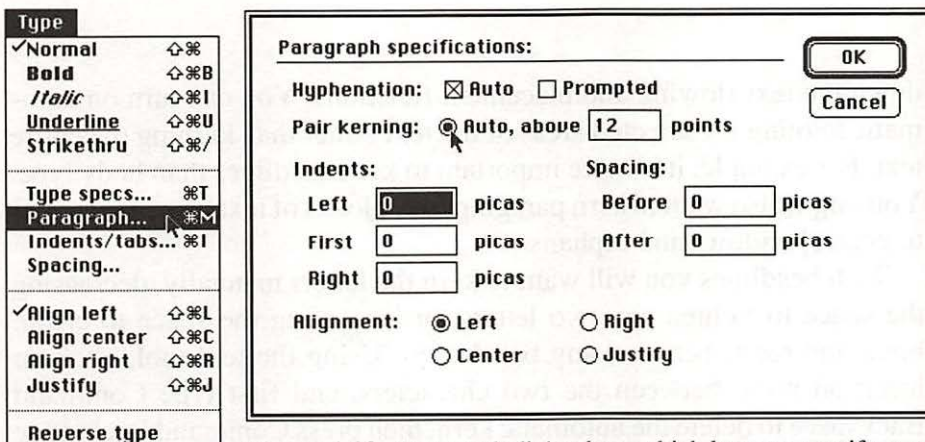 Type
✓Normal ⇧⌘
Bold ⇧⌘B
Italic ⇧⌘I
Underline ⇧⌘U
Strikethru ⇧⌘/
Type specs... ⌘T
Paragraph... ⌘M
Indents/tabs... ⌘I
Spacing...
✓Align left ⇧⌘L
Align center ⇧⌘C
Align right ⇧⌘R
Justify ⇧⌘J
Reverse type
Paragraph specifications:
OK
Hyphenation: ☒ Auto ☐ Prompted
Cancel
Pair kerning: ◉ Auto, above 12 points
Indents: Spacing:
Left 0 picas Before 0 picas
First 0 picas After 0 picas
Right 0 picas
Alignment: ◉ Left ○ Right
○ Center ○ Justify